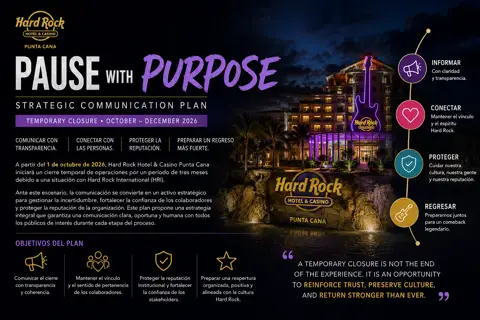 Hard Rock
HOTEL & CASINO
PUNTA CANA
PAUSE WITH PURPOSE
STRATEGIC COMMUNICATION PLAN
TEMPORARY CLOSURE • OCTOBER – DECEMBER 2026
COMUNICAR CON
TRANSPARENCIA.
CONECTAR CON
LAS PERSONAS.
PROTEGER LA
REPUTACIÓN.
PREPARAR UN REGRESO
MÁS FUERTE.
A partir del 1 de octubre de 2026, Hard Rock Hotel & Casino Punta Cana
iniciará un cierre temporal de operaciones por un periodo de tres meses
debido a una situación con Hard Rock International (HRI).
Ante este escenario, la comunicación se convierte en un activo estratégico
para gestionar la incertidumbre, fortalecer la confianza de los colaboradores
y proteger la reputación de la organización. Este plan propone una estrategia
integral que garantiza una comunicación clara, oportuna y humana con todos
los públicos de interés durante cada etapa del proceso.
OBJETIVOS DEL PLAN
Comunicar el cierre
con transparencia
y coherencia.
Mantener el vínculo
y el sentido de pertenencia
de los colaboradores.
Proteger la reputación
institucional y fortalecer
la confianza de los
stakeholders.
Preparar una reapertura
organizada, positiva y
alineada con la cultura
Hard Rock.
Hard Rock
HOTEL & CASINO
PUNTA CANA
INFORMAR
Con claridad
y transparencia.
CONECTAR
Mantener el vínculo
y el espíritu
Hard Rock.
PROTEGER
Cuidar nuestra
cultura, nuestra gente
y nuestra reputación.
REGRESAR
Prepararnos juntos
para un comeback
legendario.
“ A TEMPORARY CLOSURE IS NOT THE END
OF THE EXPERIENCE. IT IS AN OPPORTUNITY
TO REINFORCE TRUST, PRESERVE CULTURE,
AND RETURN STRONGER THAN EVER. ”